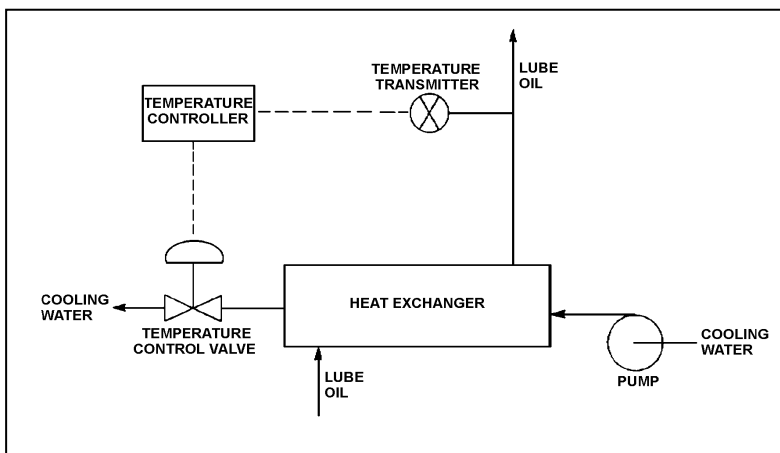 LUBE
OIL
TEMPERATURE
TRANSMITTER
TEMPERATURE
CONTROLLER
HEAT EXCHANGER
COOLING
WATER
TEMPERATURE
CONTROL VALVE
COOLING
WATER
PUMP
LUBE
OIL